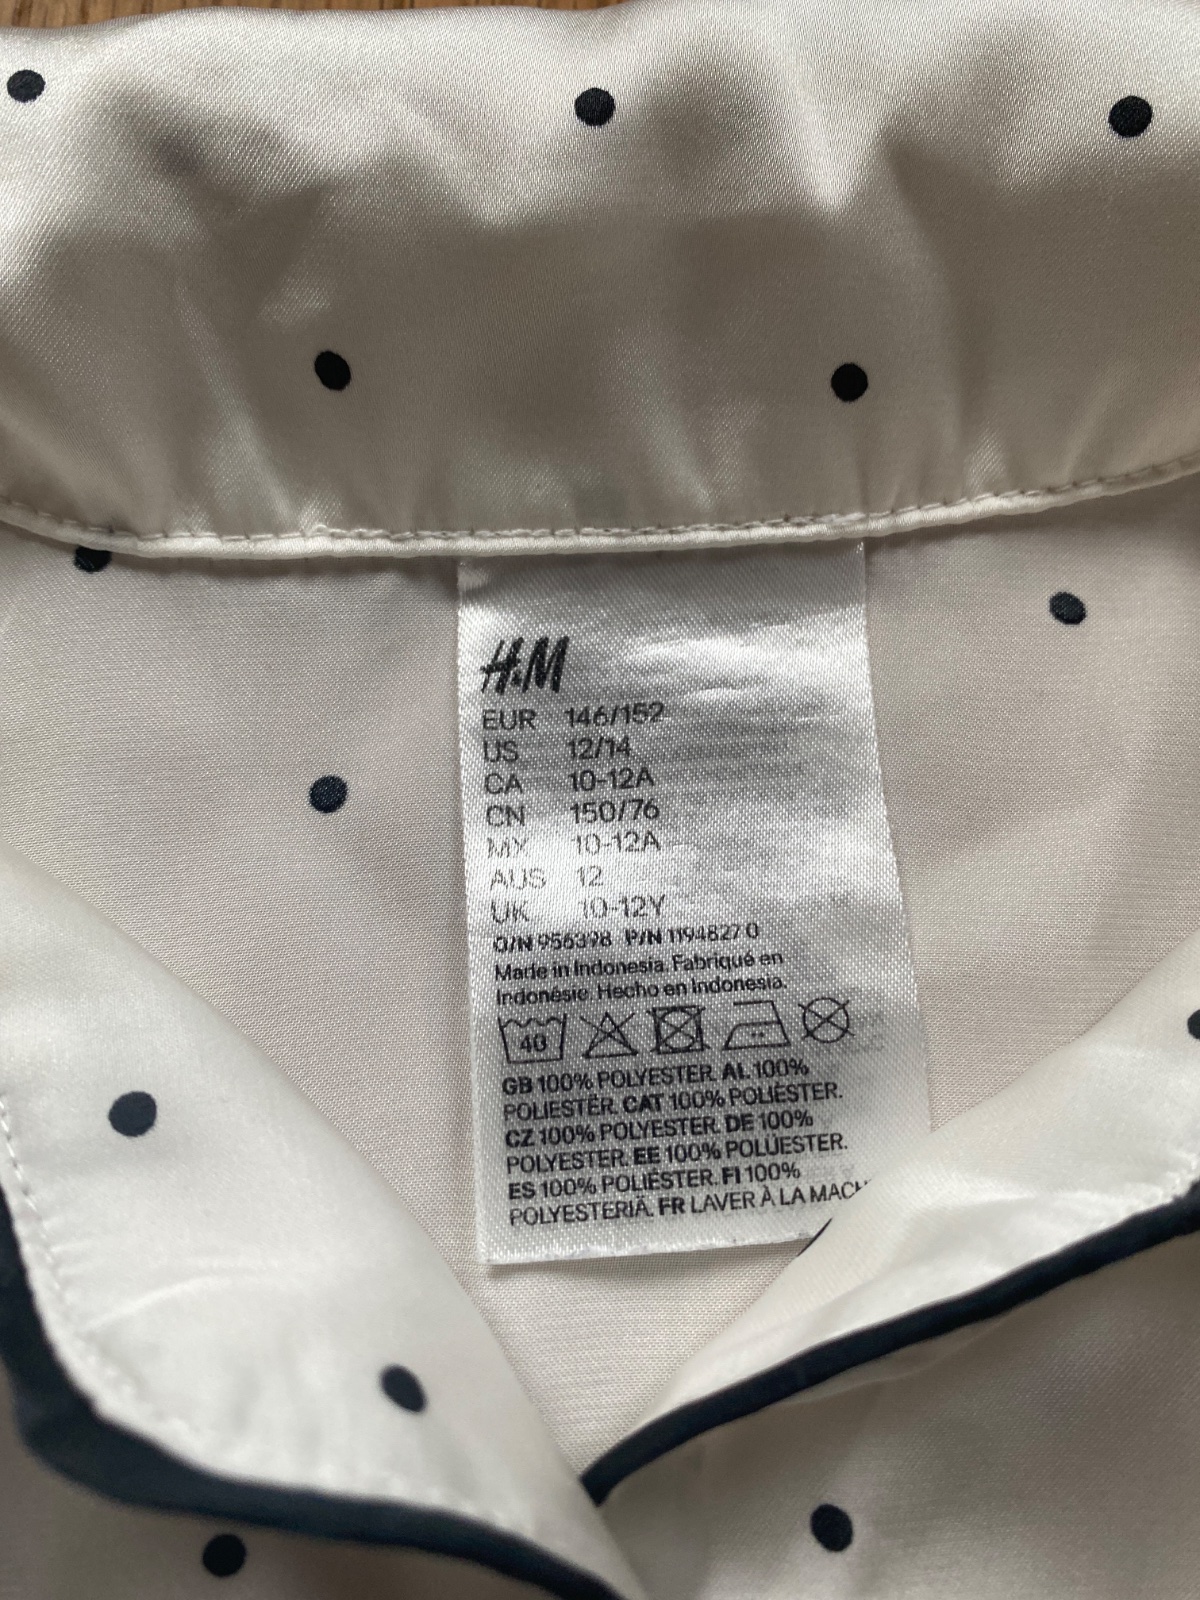 H&M
EUR 146/152
US 12/14
CA 10-12A
CN 150/76
MX 10-12A
AUS 12
UK 10-12Y
O/N 956398 P/N 1194827 0
Made in Indonesia. Fabriqué en
Indonésie. Hecho en Indonesia.
40
GB 100% POLYESTER. AL 100%
POLIESTËR. CAT 100% POLIÈSTER.
CZ 100% POLYESTER. DE 100%
POLYESTER. EE 100% POLÜESTER.
ES 100% POLIÉSTER. FI 100%
POLYESTERIÄ. FR LAVER À LA MACH